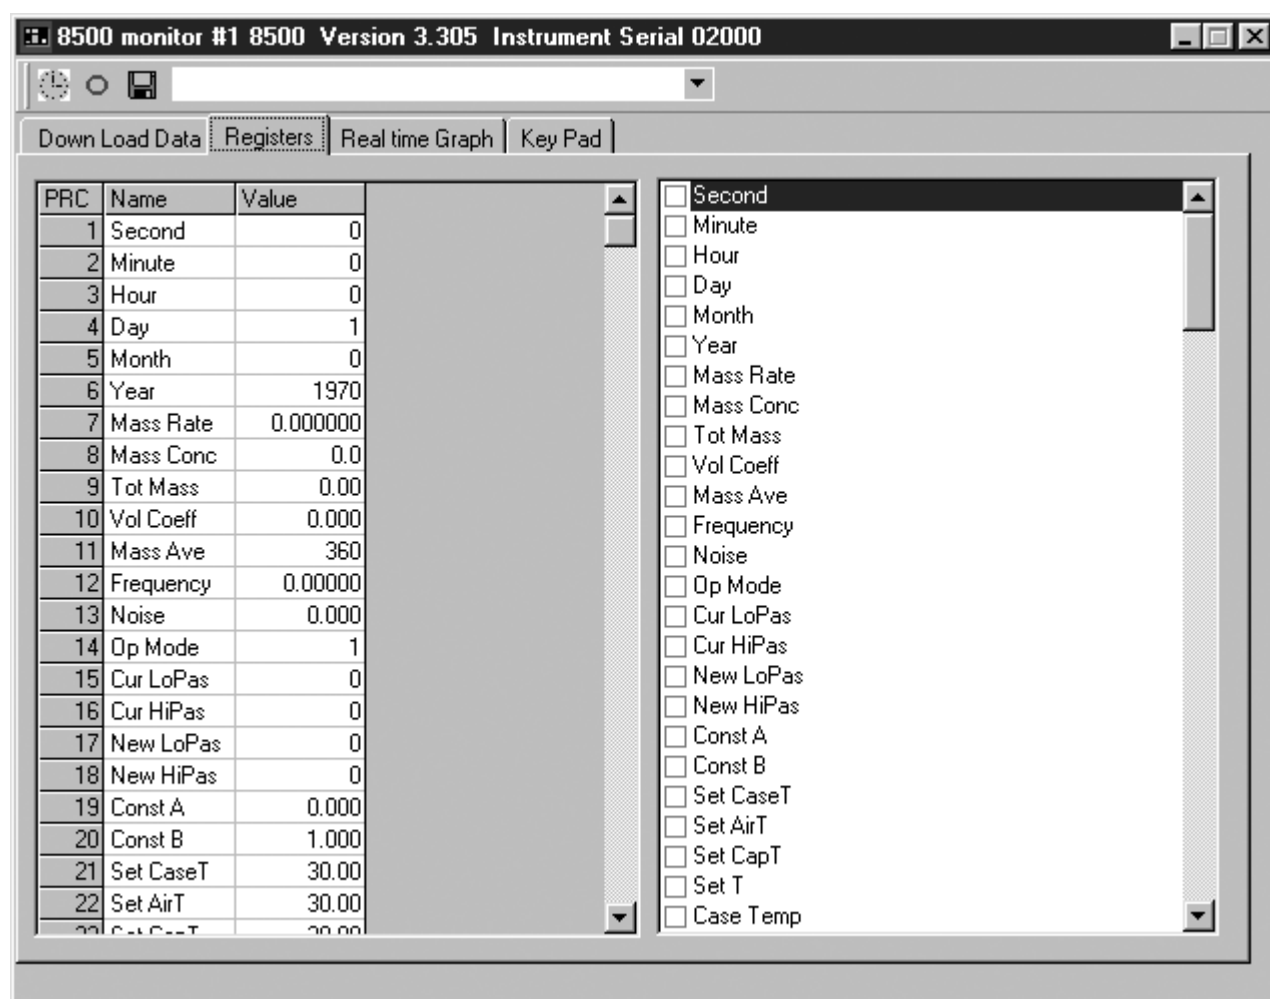 8500 monitor #1 8500 Version 3.305 Instrument Serial 02000
Down Load Data Registers Real time Graph Key Pad
PRC Name Value
1 Second 0
2 Minute 0
3 Hour 0
4 Day 1
5 Month 0
6 Year 1970
7 Mass Rate 0.000000
8 Mass Conc 0.0
9 Tot Mass 0.00
10 Vol Coeff 0.000
11 Mass Ave 360
12 Frequency 0.00000
13 Noise 0.000
14 Op Mode 1
15 Cur LoPas 0
16 Cur HiPas 0
17 New LoPas 0
18 New HiPas 0
19 Const A 0.000
20 Const B 1.000
21 Set CaseT 30.00
22 Set AirT 30.00
Second
Minute
Hour
Day
Month
Year
Mass Rate
Mass Conc
Tot Mass
Vol Coeff
Mass Ave
Frequency
Noise
Op Mode
Cur LoPas
Cur HiPas
New LoPas
New HiPas
Const A
Const B
Set CaseT
Set AirT
Set CapT
Set T
Case Temp